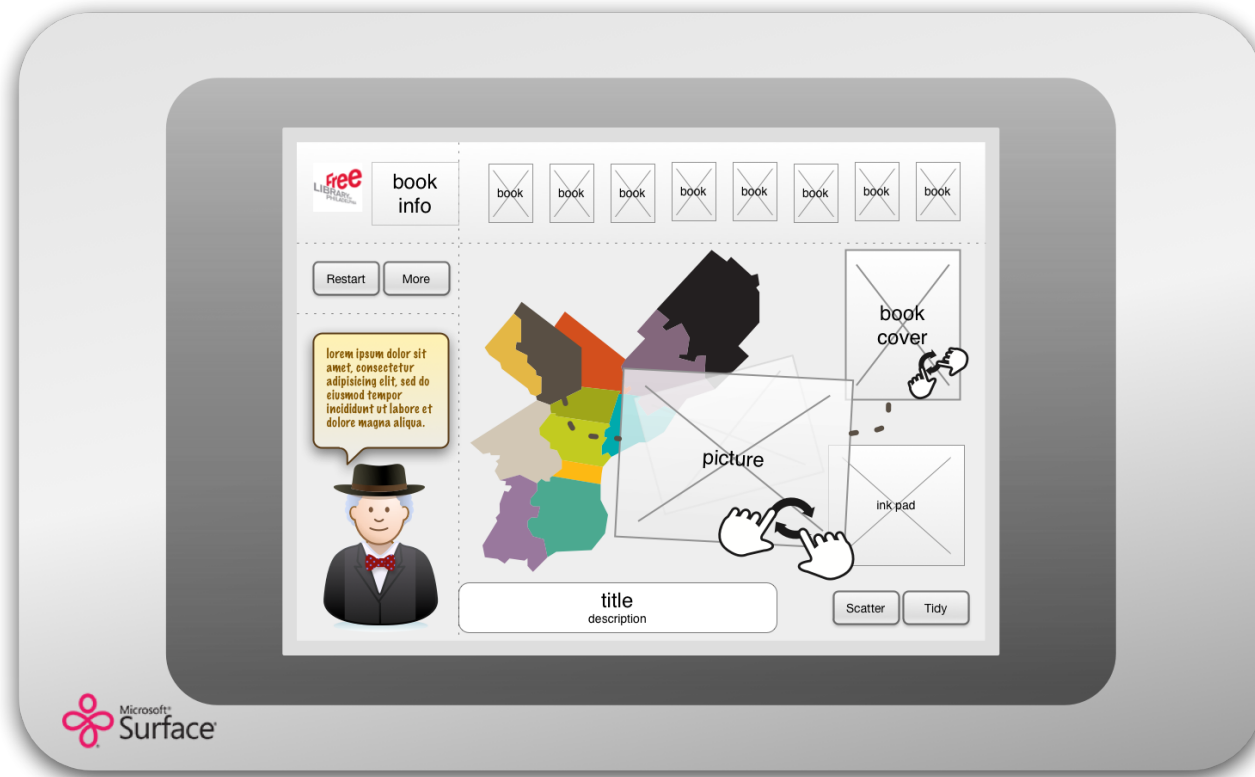 Free
LIBRARY OF
PHILADELPHIA
book
info
book
book
book
book
book
book
book
book
Restart
More
book
cover
lorem ipsum dolor sit
amet, consectetur
adipisicing elit, sed do
eiusmod tempor
incididunt ut labore et
dolore magna aliqua.
picture
ink pad
title
description
Scatter
Tidy
Microsoft®
Surface®